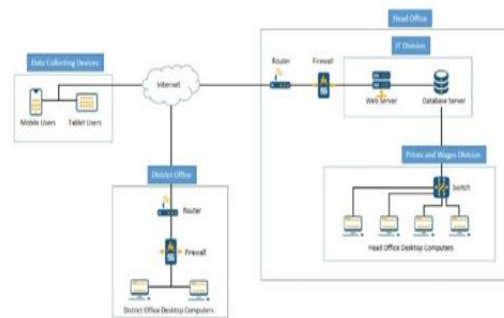 Head Office
IT Division
Router
Firewall
Web Server
Database Server
Data Collecting Devices
Mobile Users
Tablet Users
Internet
Prices and Wages Division
Switch
Head Office Desktop Computers
District Office
Router
Firewall
District Office Desktop Computers